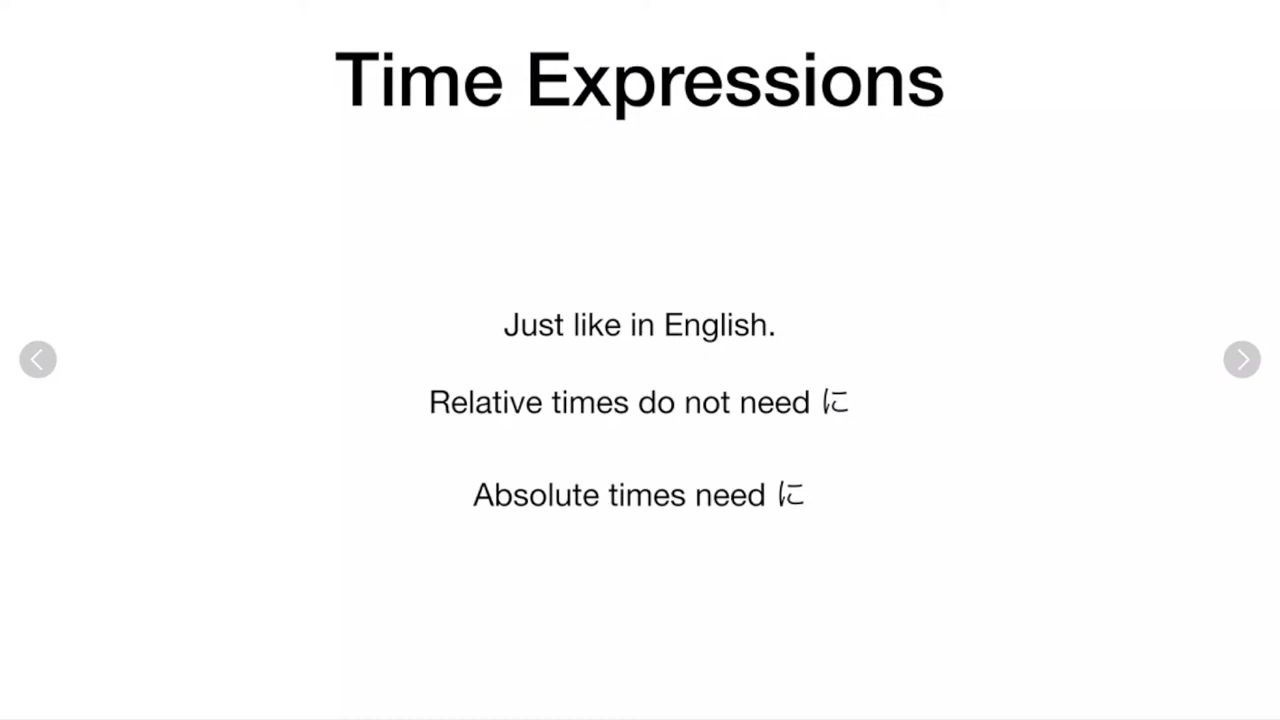 Time Expressions
Just like in English.
Relative times do not need に
Absolute times need に